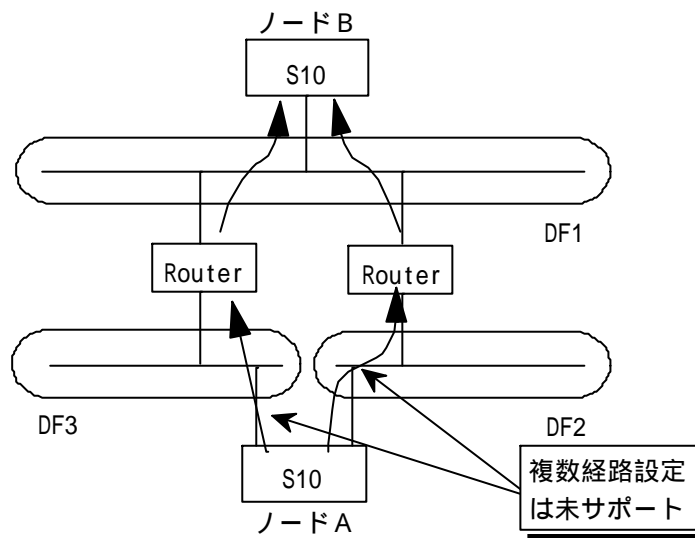 ノードB
S10
DF1
Router
Router
DF3
DF2
S10
ノードA
複数経路設定
は未サポート